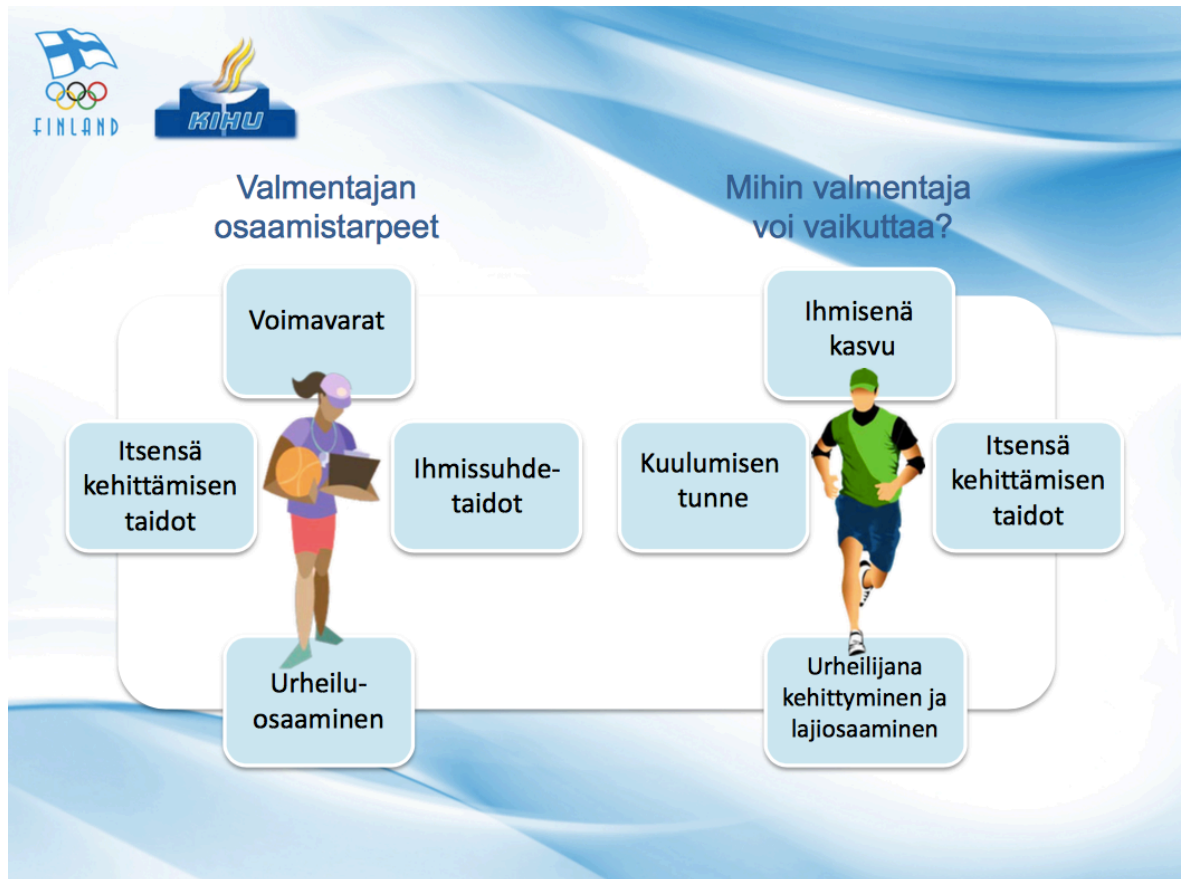 FINLAND
KIHU
Valmentajan
osaamistarpeet
Voimavarat
Itsensä
kehittämisen
taidot
Ihmissuhde-
taidot
Urheilu-
osaaminen
Mihin valmentaja
voi vaikuttaa?
Ihmisenä
kasvu
Kuulumisen
tunne
Itsensä
kehittämisen
taidot
Urheilijana
kehittyminen ja
lajiosaaminen